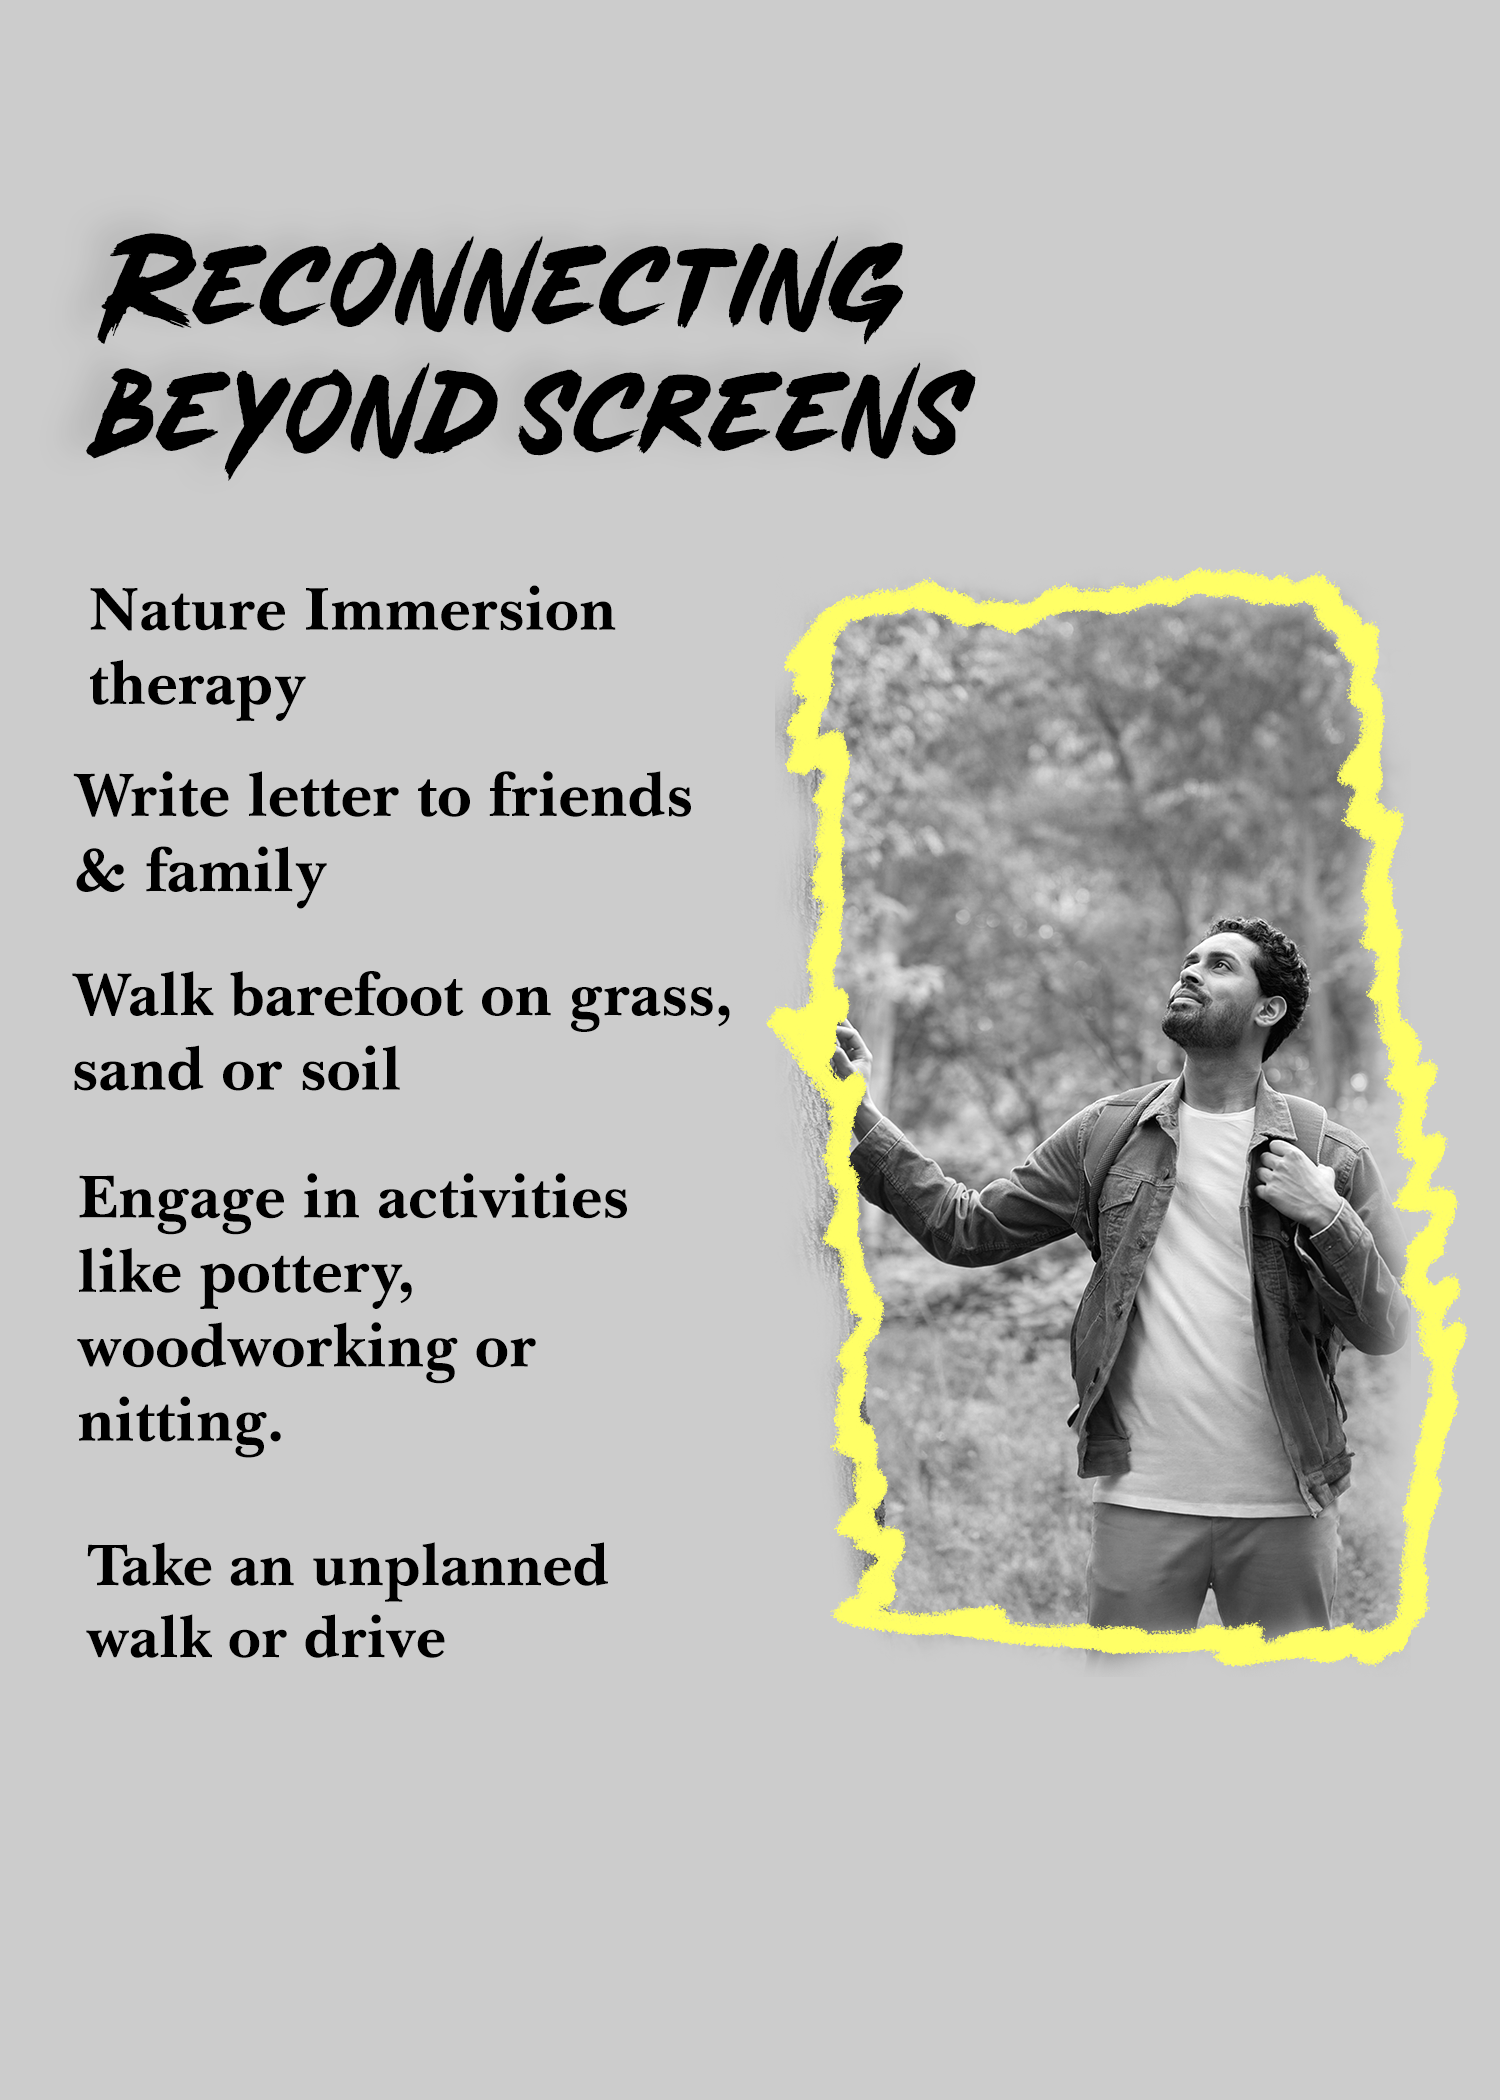 RECONNECTING
BEYOND SCREENS
Nature Immersion
therapy
Write letter to friends
& family
Walk barefoot on grass,
sand or soil
Engage in activities
like pottery,
woodworking or
nitting.
Take an unplanned
walk or drive